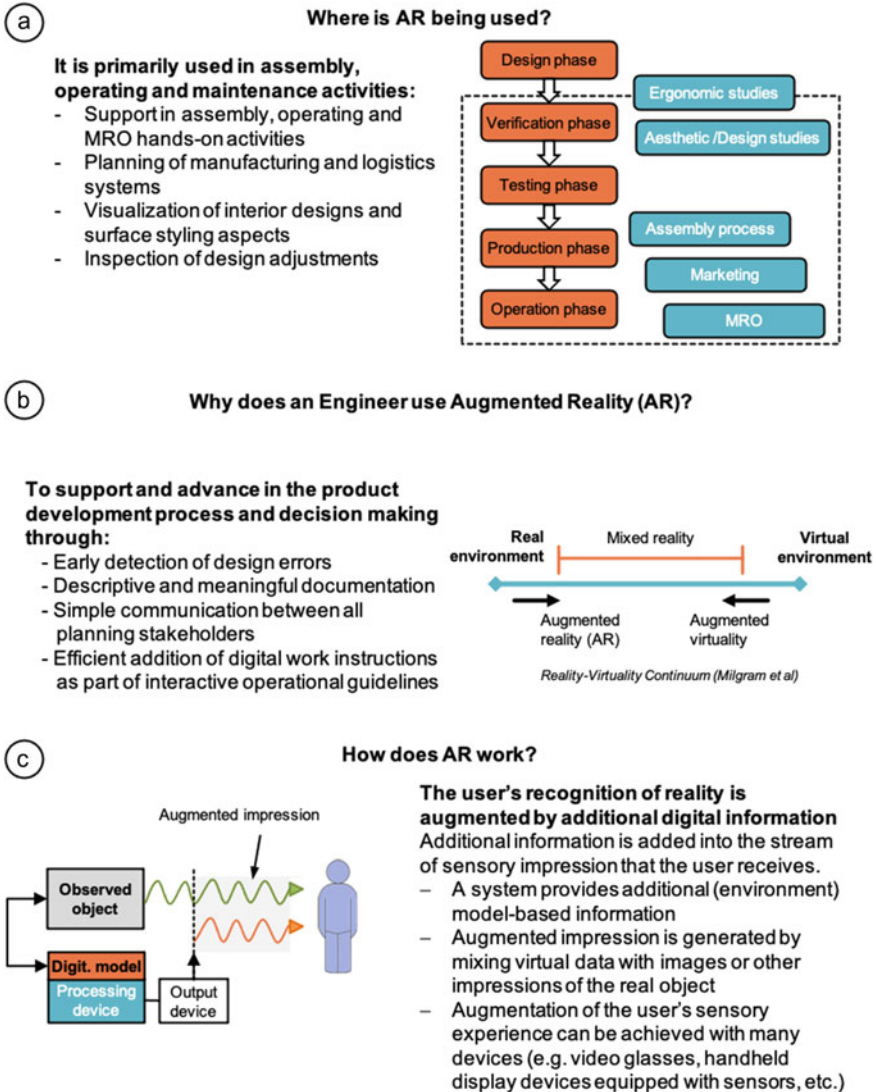 a
Where is AR being used?
It is primarily used in assembly,
operating and maintenance activities:
- Support in assembly, operating and
MRO hands-on activities
- Planning of manufacturing and logistics
systems
- Visualization of interior designs and
surface styling aspects
- Inspection of design adjustments
Design phase
Verification phase
Testing phase
Production phase
Operation phase
Ergonomic studies
Aesthetic /Design studies
Assembly process
Marketing
MRO
b
Why does an Engineer use Augmented Reality (AR)?
To support and advance in the product
development process and decision making
through:
- Early detection of design errors
- Descriptive and meaningful documentation
- Simple communication between all
planning stakeholders
- Efficient addition of digital work instructions
as part of interactive operational guidelines
Real
environment
Mixed reality
Virtual
environment
Augmented
reality (AR)
Augmented
virtuality
Reality-Virtuality Continuum (Milgram et al)
c
How does AR work?
Augmented impression
Observed
object
Digit. model
Processing
device
Output
device
The user's recognition of reality is
augmented by additional digital information
Additional information is added into the stream
of sensory impression that the user receives.
– A system provides additional (environment)
model-based information
– Augmented impression is generated by
mixing virtual data with images or other
impressions of the real object
– Augmentation of the user's sensory
experience can be achieved with many
devices (e.g. video glasses, handheld
display devices equipped with sensors, etc.)